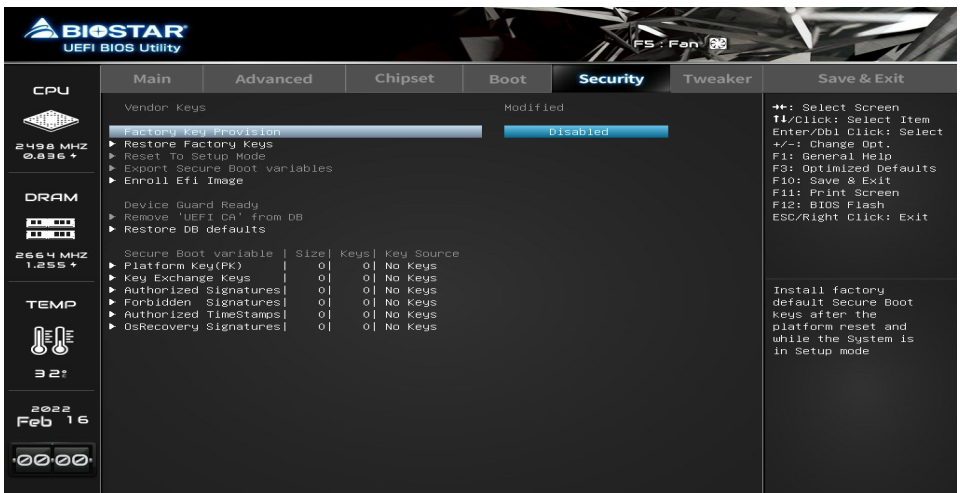 BIOSTAR
UEFI BIOS Utility
F5 : Fan
Main Advanced Chipset Boot Security Tweaker Save & Exit
CPU
2498 MHZ
0.836
DRAM
2664 MHZ
1.255
TEMP
32°
2022
Feb 16
00:00
Vendor Keys Modified
Factory Key Provision Disabled
Restore Factory Keys
Reset To Setup Mode
Export Secure Boot variables
Enroll Efi Image
Device Guard Ready
Remove 'UEFI CA' from DB
Restore DB defaults
Secure Boot variable | Size| Keys| Key Source
Platform Key(PK) | 0| 0| No Keys
Key Exchange Keys | 0| 0| No Keys
Authorized Signatures| 0| 0| No Keys
Forbidden Signatures| 0| 0| No Keys
Authorized TimeStamps| 0| 0| No Keys
OsRecovery Signatures| 0| 0| No Keys
→←: Select Screen
↑↓/Click: Select Item
Enter/Dbl Click: Select
+/-: Change Opt.
F1: General Help
F3: Optimized Defaults
F10: Save & Exit
F11: Print Screen
F12: BIOS Flash
ESC/Right Click: Exit
Install factory
default Secure Boot
keys after the
platform reset and
while the System is
in Setup mode